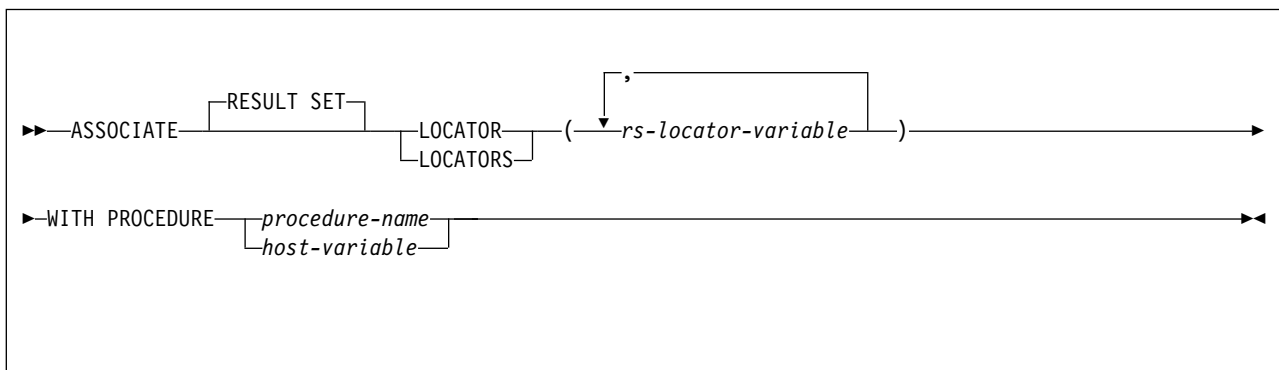 ,
RESULT SET
ASSOCIATE LOCATOR ( rs-locator-variable )
LOCATORS
WITH PROCEDURE procedure-name
host-variable